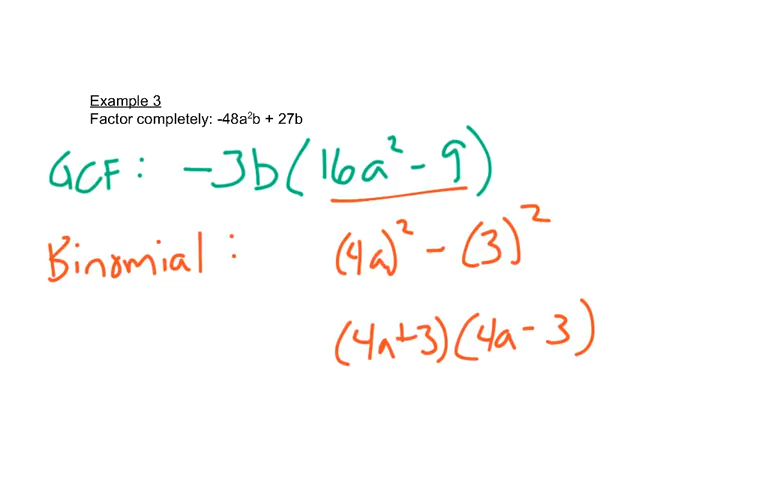 Example 3
Factor completely: -48a²b + 27b
GCF: -3b(16a² - 9)
Binomial: (4a)² - (3)²
(4a+3)(4a-3)